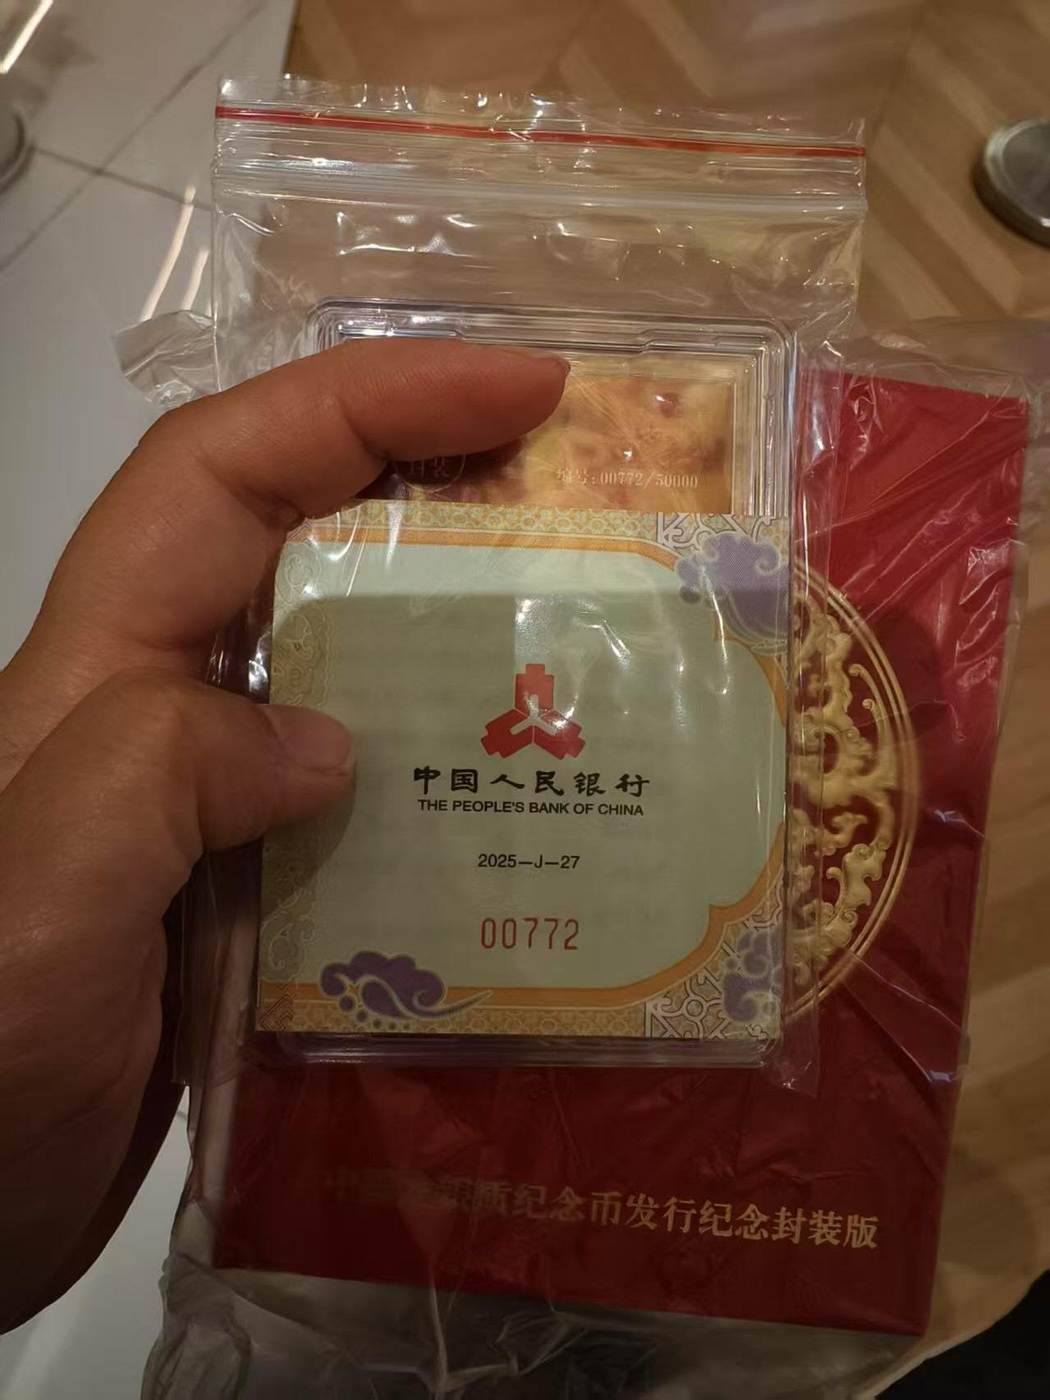 编号:00772/50000
中国人民银行
THE PEOPLE'S BANK OF CHINA
2025—J—27
00772
质纪念币发行纪念封装版